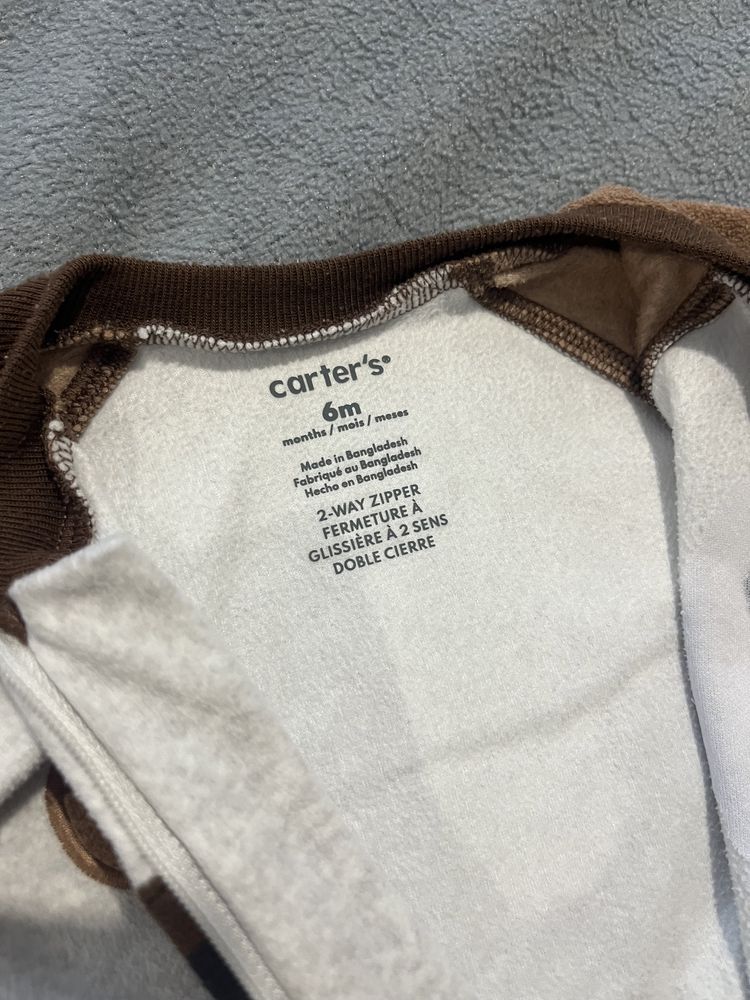 carter's®
6m
months / mois / meses
Made in Bangladesh
Fabriqué au Bangladesh
Hecho en Bangladesh
2-WAY ZIPPER
FERMETURE À
GLISSIÈRE À 2 SENS
DOBLE CIERRE